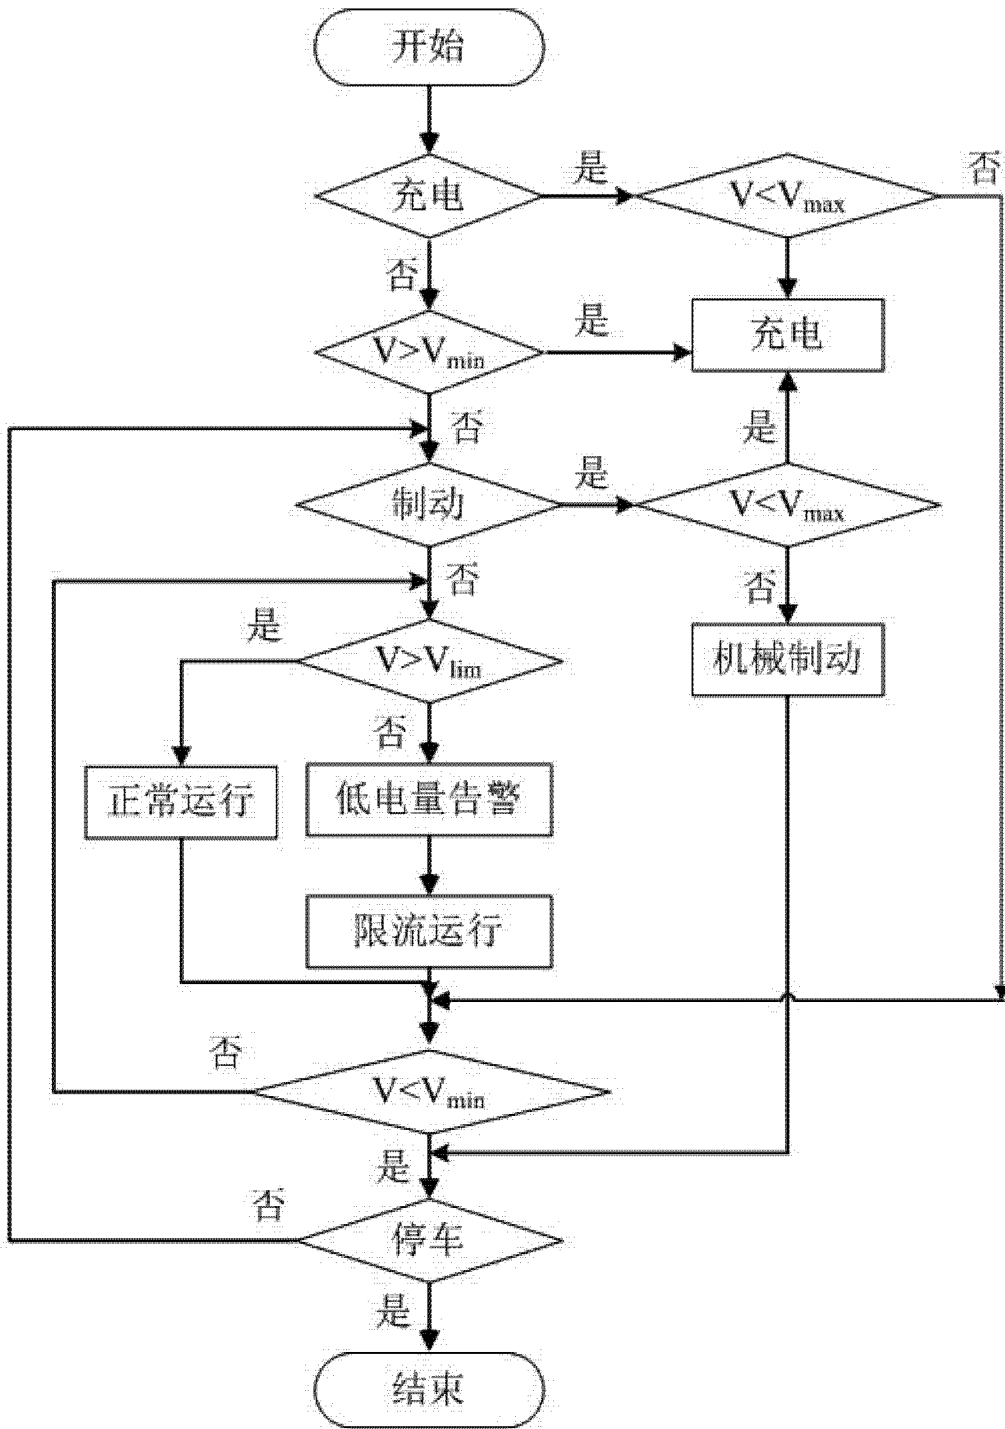 开始
充电
是
V<Vmax
否
否
V>Vmin
是
充电
否
是
制动
是
V<Vmax
否
否
是
V>Vlim
机械制动
否
正常运行
低电量告警
限流运行
否
V<Vmin
是
否
停车
是
结束